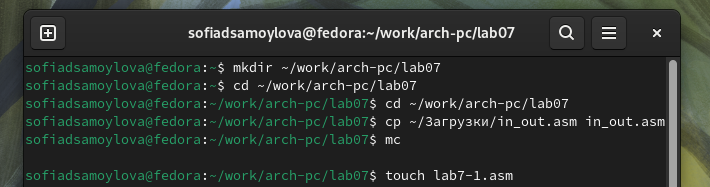 sofiadsamoylova@fedora:~/work/arch-pc/lab07
sofiadsamoylova@fedora:~$ mkdir ~/work/arch-pc/lab07
sofiadsamoylova@fedora:~$ cd ~/work/arch-pc/lab07
sofiadsamoylova@fedora:~/work/arch-pc/lab07$ cd ~/work/arch-pc/lab07
sofiadsamoylova@fedora:~/work/arch-pc/lab07$ cp ~/Загрузки/in_out.asm in_out.asm
sofiadsamoylova@fedora:~/work/arch-pc/lab07$ mc
sofiadsamoylova@fedora:~/work/arch-pc/lab07$ touch lab7-1.asm